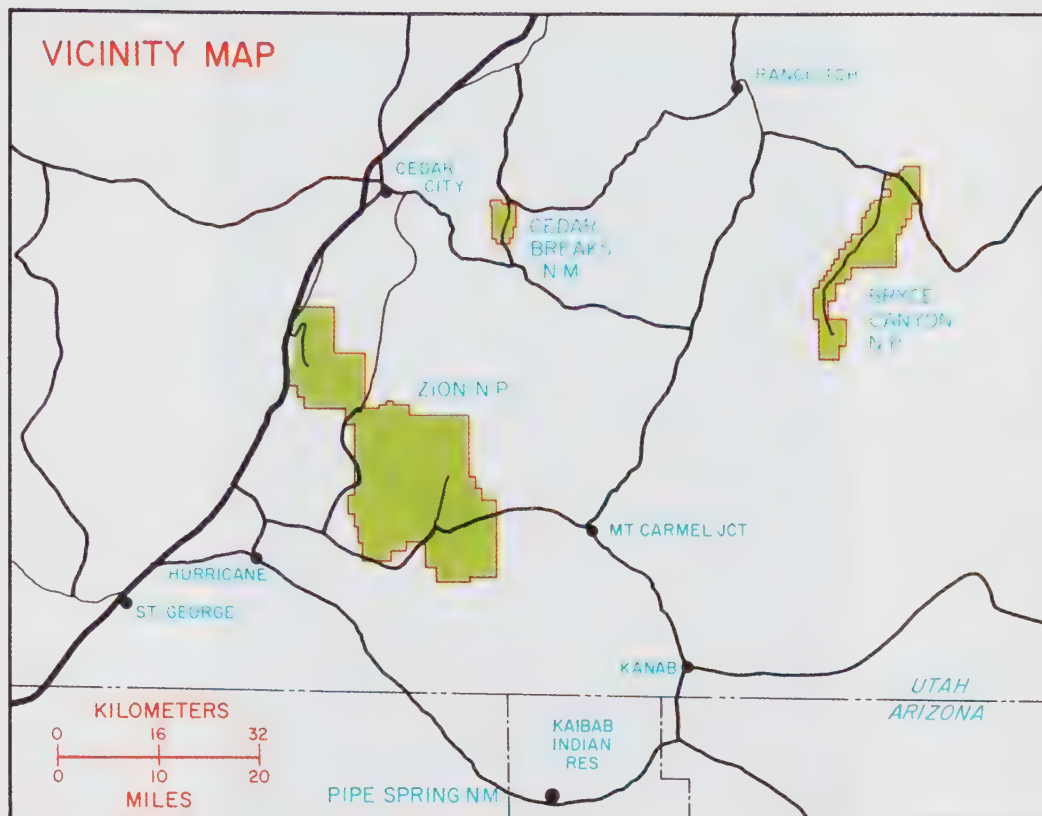 VICINITY MAP
PANGUITCH
CEDAR
CITY
CEDAR
BREAKS
N M
BRYCE
CANYON
N P
ZION N P
MT CARMEL JCT
HURRICANE
ST GEORGE
KANAB
UTAH
ARIZONA
KILOMETERS
0 16 32
0 10 20
MILES
KAIBAB
INDIAN
RES
PIPE SPRING NM